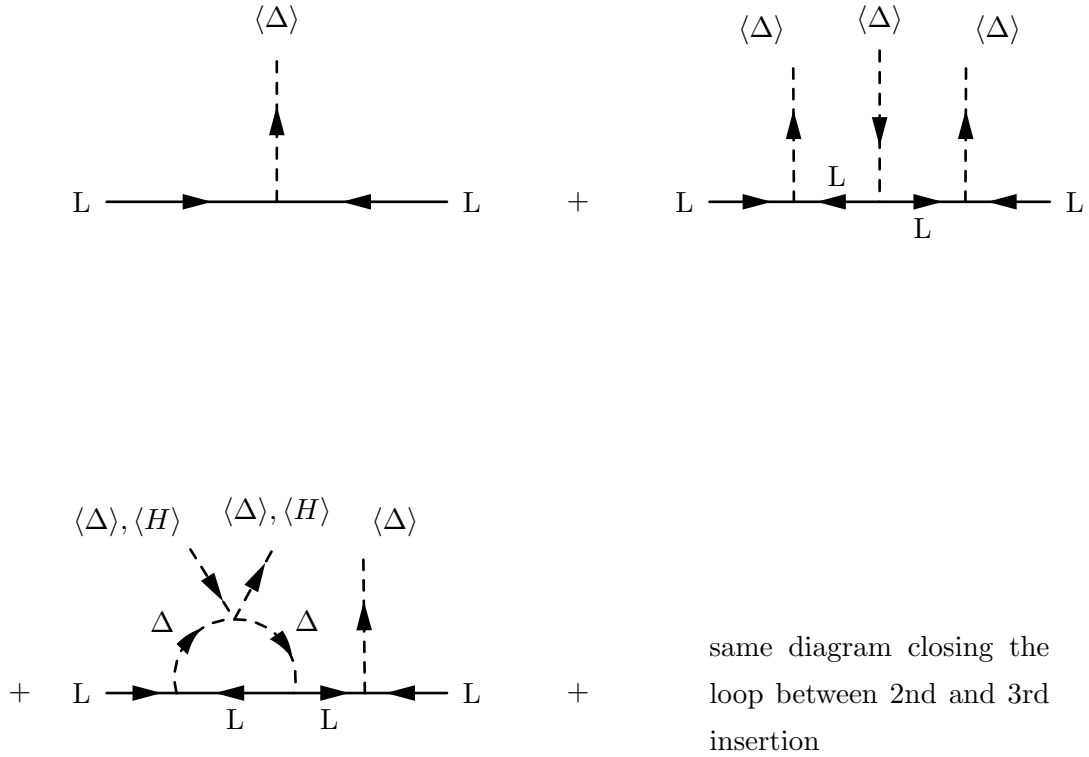 ⟨Δ⟩
L L
+
⟨Δ⟩ ⟨Δ⟩ ⟨Δ⟩
L L L L
+
⟨Δ⟩, ⟨H⟩ ⟨Δ⟩, ⟨H⟩ ⟨Δ⟩
Δ Δ
L L L L
+
same diagram closing the
loop between 2nd and 3rd
insertion